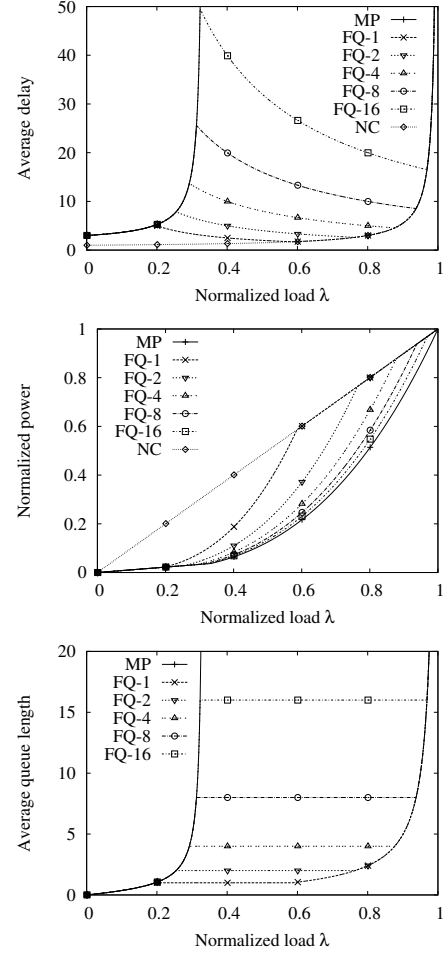 50
40
30
20
10
0
Average delay
MP
FQ-1
FQ-2
FQ-4
FQ-8
FQ-16
NC
0 0.2 0.4 0.6 0.8 1
Normalized load λ
1
0.8
0.6
0.4
0.2
0
Normalized power
MP
FQ-1
FQ-2
FQ-4
FQ-8
FQ-16
NC
0 0.2 0.4 0.6 0.8 1
Normalized load λ
20
15
10
5
0
Average queue length
MP
FQ-1
FQ-2
FQ-4
FQ-8
FQ-16
0 0.2 0.4 0.6 0.8 1
Normalized load λ